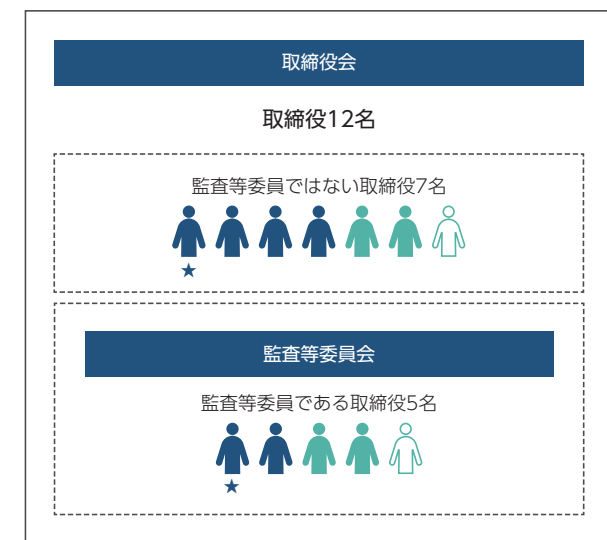 取締役会
取締役12名
監査等委員ではない取締役7名
★
監査等委員会
監査等委員である取締役5名
★